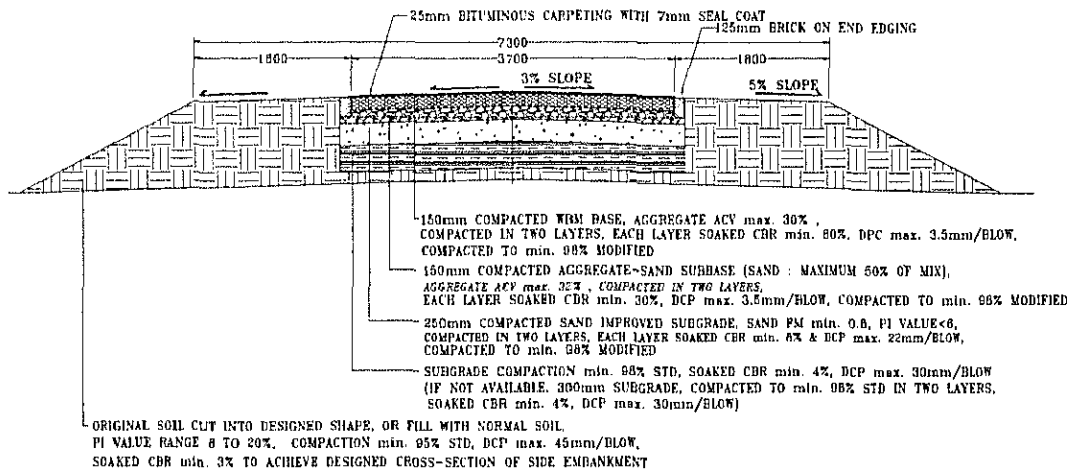 25mm BITUMINOUS CARPETING WITH 7mm SEAL COAT
125mm BRICK ON END EDGING
7300
1800
3700
1800
3% SLOPE
5% SLOPE
150mm COMPACTED WBM BASE, AGGREGATE ACV max. 30% ,
COMPACTED IN TWO LAYERS, EACH LAYER SOAKED CBR min. 80%, DPC max. 3.5mm/BLOW,
COMPACTED TO min. 98% MODIFIED
150mm COMPACTED AGGREGATE-SAND SUBBASE (SAND : MAXIMUM 50% OF MIX),
AGGREGATE ACV max. 32% , COMPACTED IN TWO LAYERS,
EACH LAYER SOAKED CBR min. 30%, DCP max. 3.5mm/BLOW, COMPACTED TO min. 98% MODIFIED
250mm COMPACTED SAND IMPROVED SUBGRADE, SAND FM min. 0.8, PI VALUE<6,
COMPACTED IN TWO LAYERS, EACH LAYER SOAKED CBR min. 8% & DCP max. 22mm/BLOW,
COMPACTED TO min. 98% MODIFIED
SUBGRADE COMPACTION min. 98% STD, SOAKED CBR min. 4%, DCP max. 30mm/BLOW
(IF NOT AVAILABLE, 300mm SUBGRADE, COMPACTED TO min. 98% STD IN TWO LAYERS,
SOAKED CBR min. 4%, DCP max. 30mm/BLOW)
ORIGINAL SOIL CUT INTO DESIGNED SHAPE, OR FILL WITH NORMAL SOIL,
PI VALUE RANGE 8 TO 20%, COMPACTION min. 95% STD, DCP max. 45mm/BLOW,
SOAKED CBR min. 3% TO ACHIEVE DESIGNED CROSS-SECTION OF SIDE EMBANKMENT